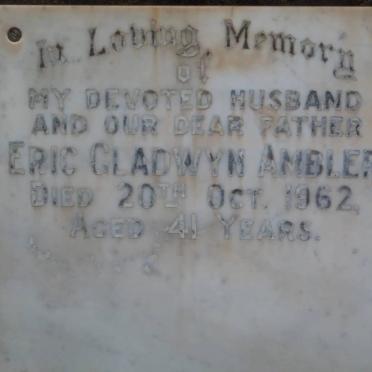 In Loving Memory
of
MY DEVOTED HUSBAND
AND OUR DEAR FATHER
ERIC GLADWYN AMBLER
DIED 20TH OCT. 1962,
AGED 41 YEARS.